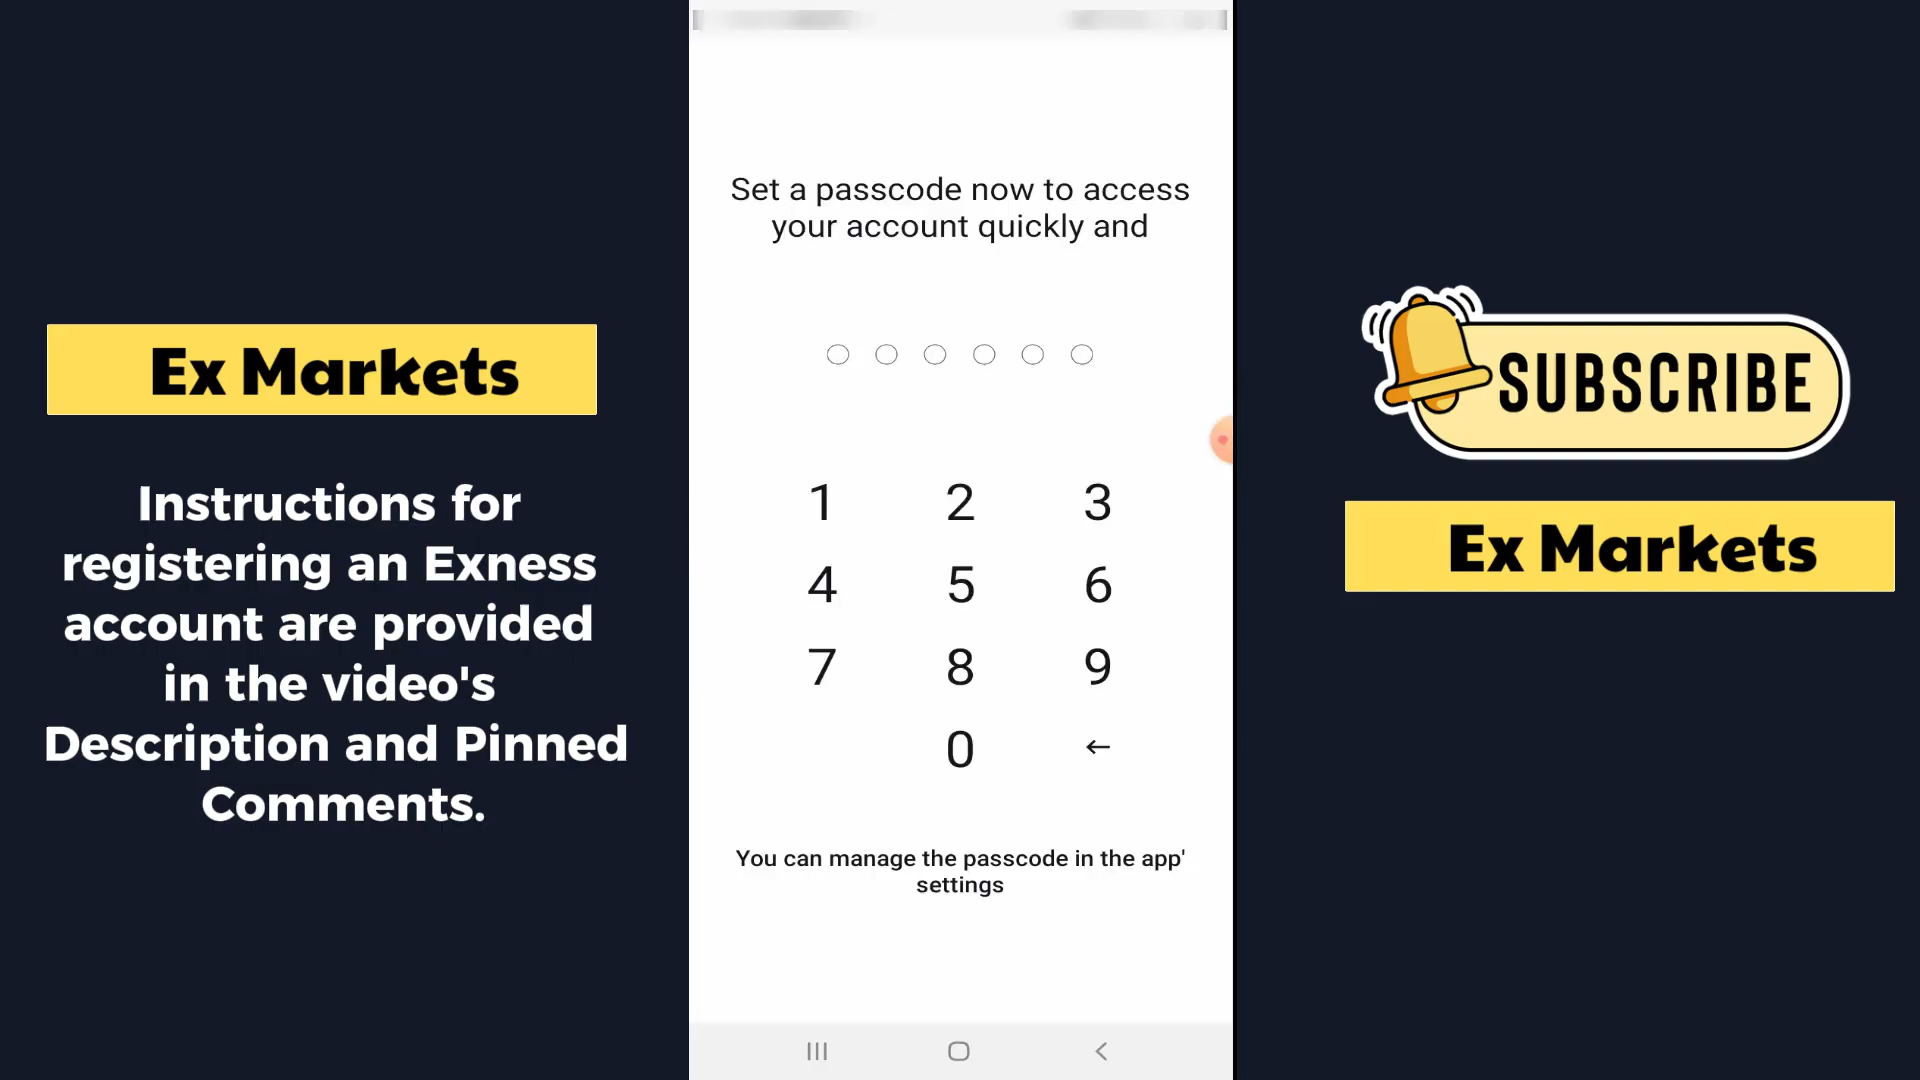 Ex Markets
Instructions for
registering an Exness
account are provided
in the video's
Description and Pinned
Comments.
Set a passcode now to access
your account quickly and
1 2 3
4 5 6
7 8 9
0 ←
You can manage the passcode in the app'
settings
SUBSCRIBE
Ex Markets